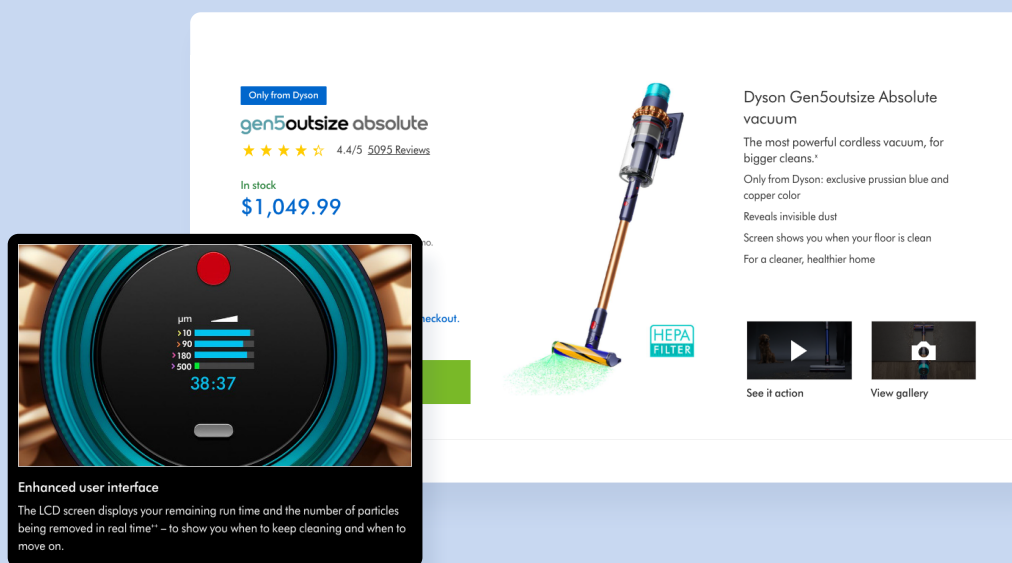 Only from Dyson
gen5outsize absolute
4.4/5 5095 Reviews
In stock
$1,049.99
mo.
heckout.
HEPA
FILTER
Dyson Gen5outsize Absolute
vacuum
The most powerful cordless vacuum, for
bigger cleans.ˣ
Only from Dyson: exclusive prussian blue and
copper color
Reveals invisible dust
Screen shows you when your floor is clean
For a cleaner, healthier home
See it action
View gallery
µm
>10
>90
>180
>500
38:37
Enhanced user interface
The LCD screen displays your remaining run time and the number of particles
being removed in real time⁺⁺ – to show you when to keep cleaning and when to
move on.